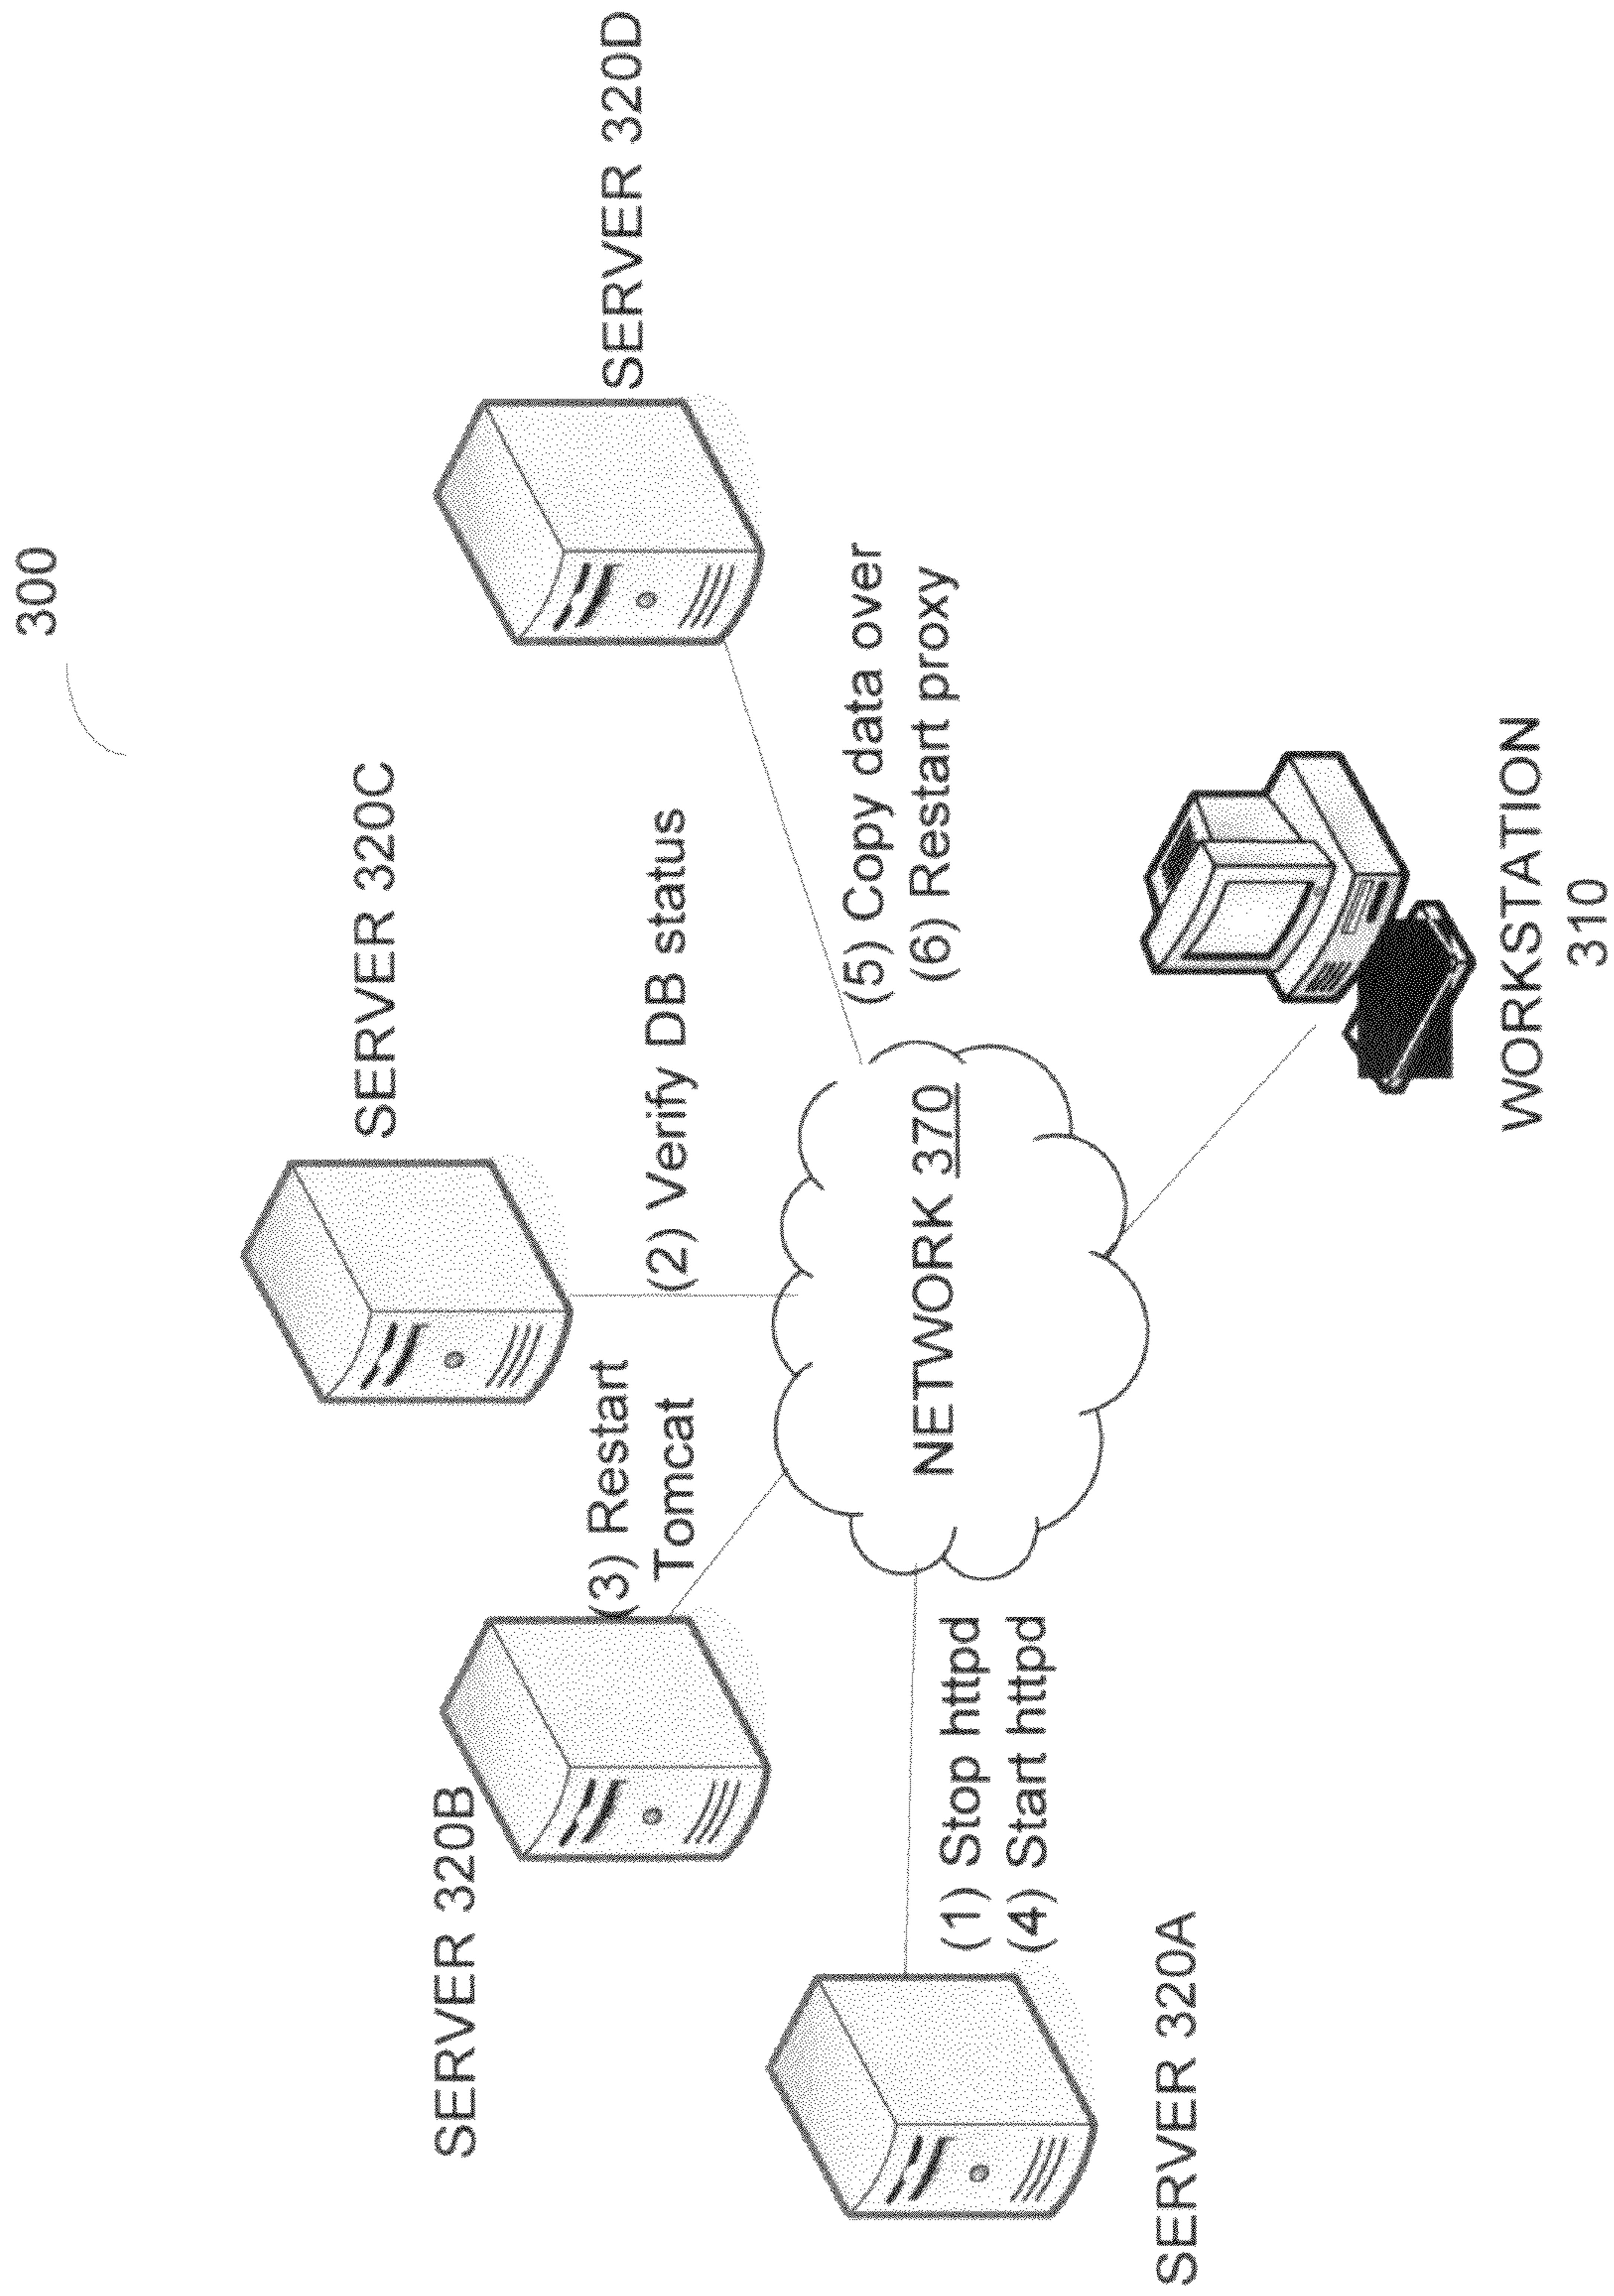 300
SERVER 320C
SERVER 320B
SERVER 320D
(3) Restart
Tomcat
(2) Verify DB status
(5) Copy data over
(6) Restart proxy
NETWORK 370
(1) Stop httpd
(4) Start httpd
SERVER 320A
WORKSTATION
310